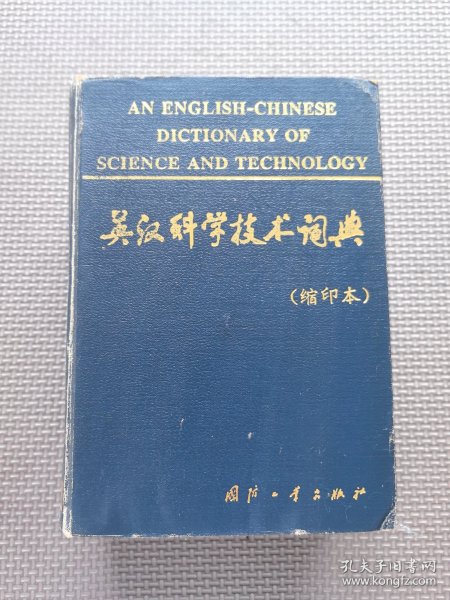 AN ENGLISH-CHINESE
DICTIONARY OF
SCIENCE AND TECHNOLOGY
英汉科学技术词典
(缩印本)
国防工业出版社
孔夫子旧书网
www.kongfz.com